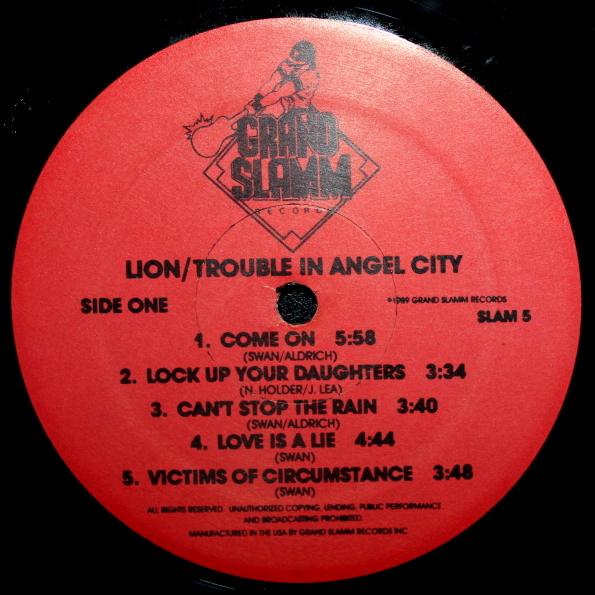 GRAND
SLAMM
RECORDS
LION/TROUBLE IN ANGEL CITY
SIDE ONE
℗1989 GRAND SLAMM RECORDS
SLAM 5
1. COME ON 5:58
(SWAN/ALDRICH)
2. LOCK UP YOUR DAUGHTERS 3:34
(N. HOLDER/J. LEA)
3. CAN'T STOP THE RAIN 3:40
(SWAN/ALDRICH)
4. LOVE IS A LIE 4:44
(SWAN)
5. VICTIMS OF CIRCUMSTANCE 3:48
(SWAN)
ALL RIGHTS RESERVED. UNAUTHORIZED COPYING, LENDING, PUBLIC PERFORMANCE
AND BROADCASTING PROHIBITED.
MANUFACTURED IN THE USA BY GRAND SLAMM RECORDS INC